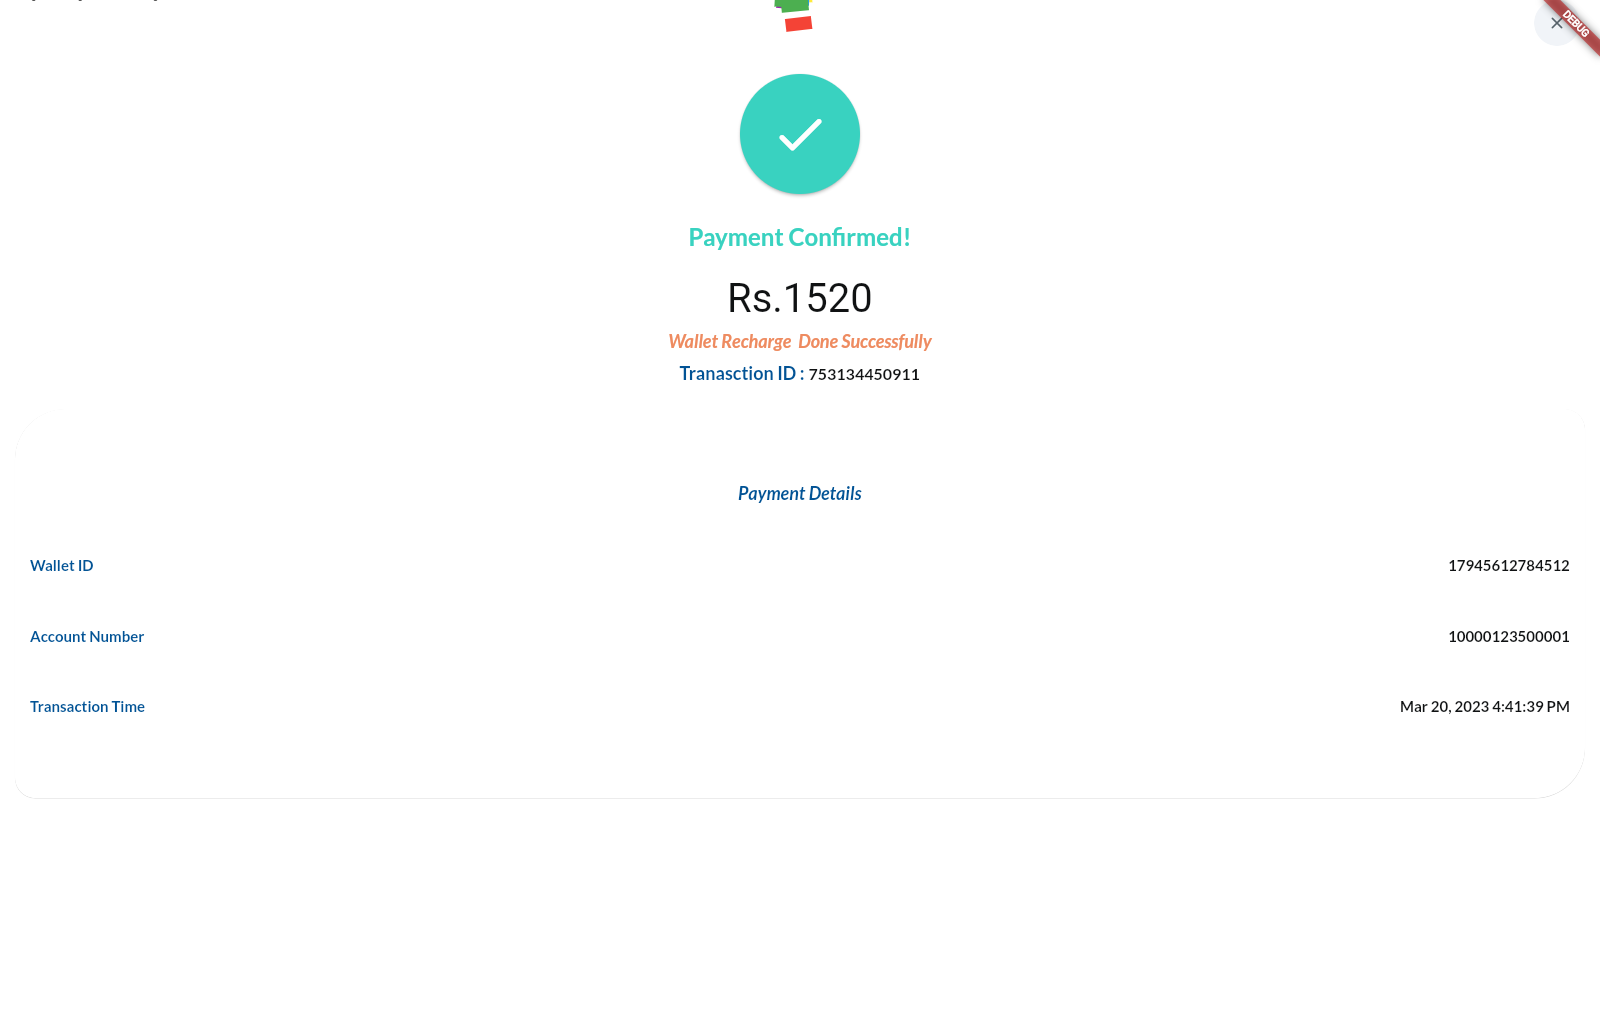 DEBUG
Payment Confirmed!
Rs.1520
Wallet Recharge  Done Successfully
Tranasction ID : 753134450911
Payment Details
Wallet ID 17945612784512
Account Number 10000123500001
Transaction Time Mar 20, 2023 4:41:39 PM